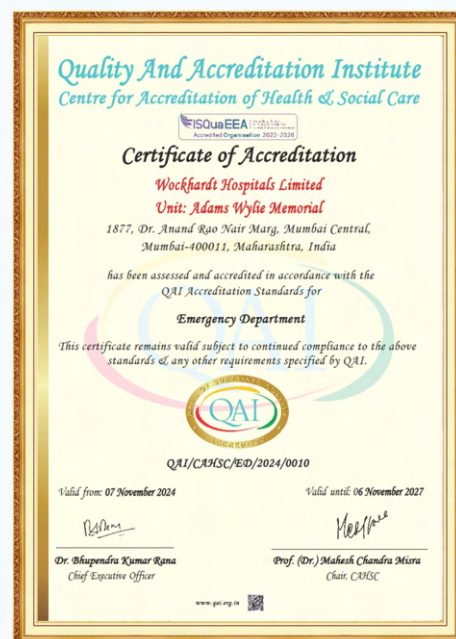 Quality And Accreditation Institute
Centre for Accreditation of Health & Social Care
ISQuaEEA
Accredited Organisation 2022-2026
Certificate of Accreditation
Wockhardt Hospitals Limited
Unit: Adams Wylie Memorial
1877, Dr. Anand Rao Nair Marg, Mumbai Central,
Mumbai-400011, Maharashtra, India
has been assessed and accredited in accordance with the
QAI Accreditation Standards for
Emergency Department
This certificate remains valid subject to continued compliance to the above
standards & any other requirements specified by QAI.
QAI
QAI/CAHSC/ED/2024/0010
Valid from: 07 November 2024
Valid until: 06 November 2027
Dr. Bhupendra Kumar Rana
Chief Executive Officer
Prof. (Dr.) Mahesh Chandra Misra
Chair, CAHSC
www.qai.org.in